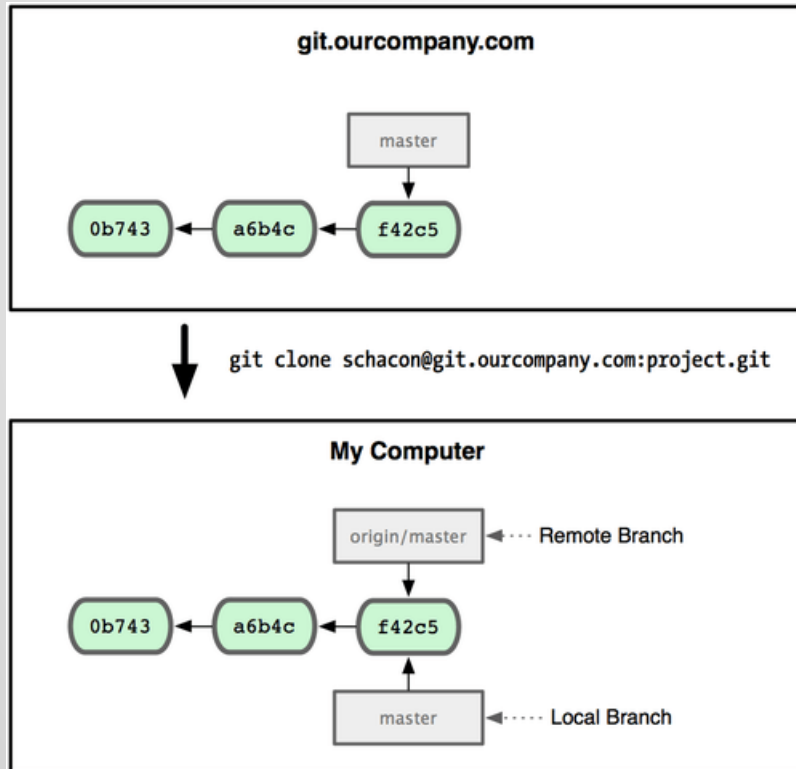 git.ourcompany.com
master
0b743 a6b4c f42c5
git clone schacon@git.ourcompany.com:project.git
My Computer
origin/master Remote Branch
0b743 a6b4c f42c5
master Local Branch